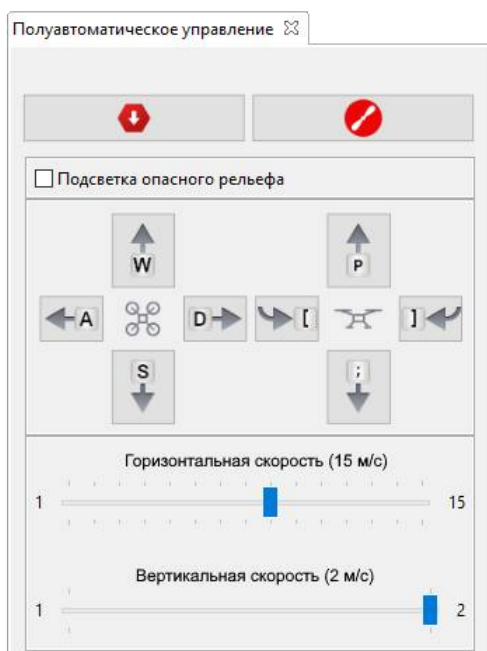 Полуавтоматическое управление
Подсветка опасного рельефа
W P
A D [ ]
S ;
Горизонтальная скорость (15 м/с)
1 15
Вертикальная скорость (2 м/с)
1 2